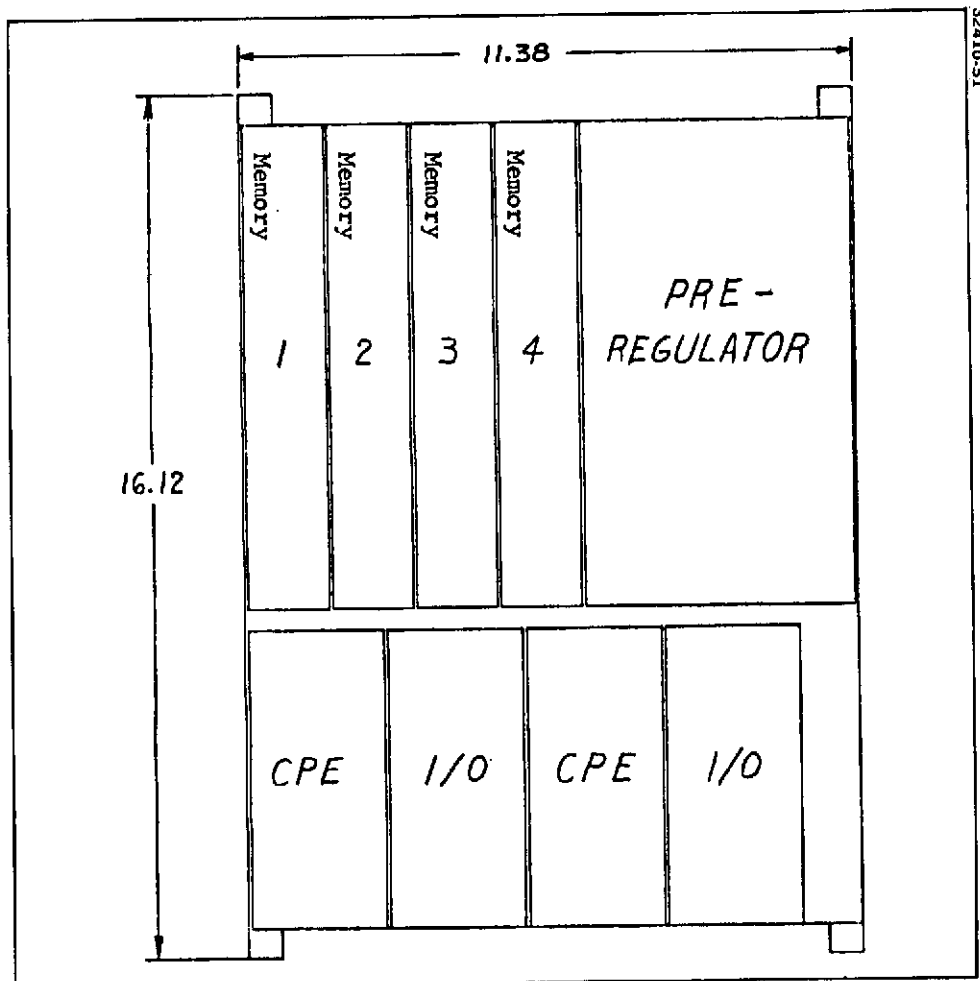 11.38
Memory
Memory
Memory
Memory
PRE-
REGULATOR
1
2
3
4
16.12
CPE
I/O
CPE
I/O